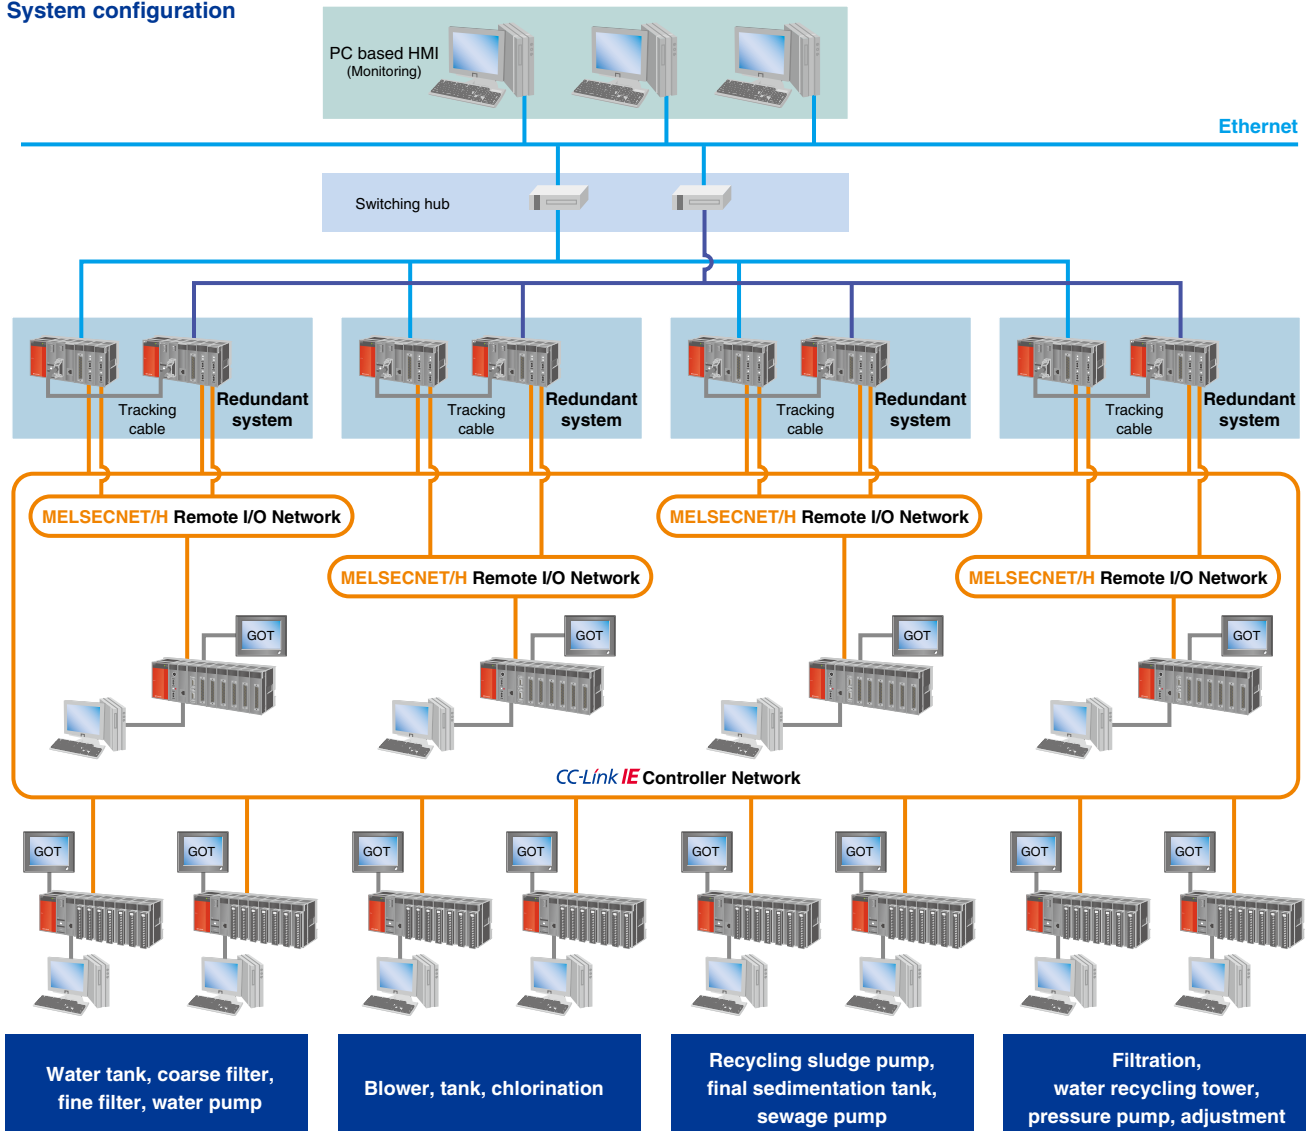 System configuration
PC based HMI
(Monitoring)
Ethernet
Switching hub
Tracking
cable
Redundant
system
Tracking
cable
Redundant
system
Tracking
cable
Redundant
system
Tracking
cable
Redundant
system
MELSECNET/H Remote I/O Network
MELSECNET/H Remote I/O Network
MELSECNET/H Remote I/O Network
MELSECNET/H Remote I/O Network
GOT
GOT
GOT
GOT
CC-Link IE Controller Network
GOT
GOT
GOT
GOT
GOT
GOT
GOT
GOT
Water tank, coarse filter,
fine filter, water pump
Blower, tank, chlorination
Recycling sludge pump,
final sedimentation tank,
sewage pump
Filtration,
water recycling tower,
pressure pump, adjustment